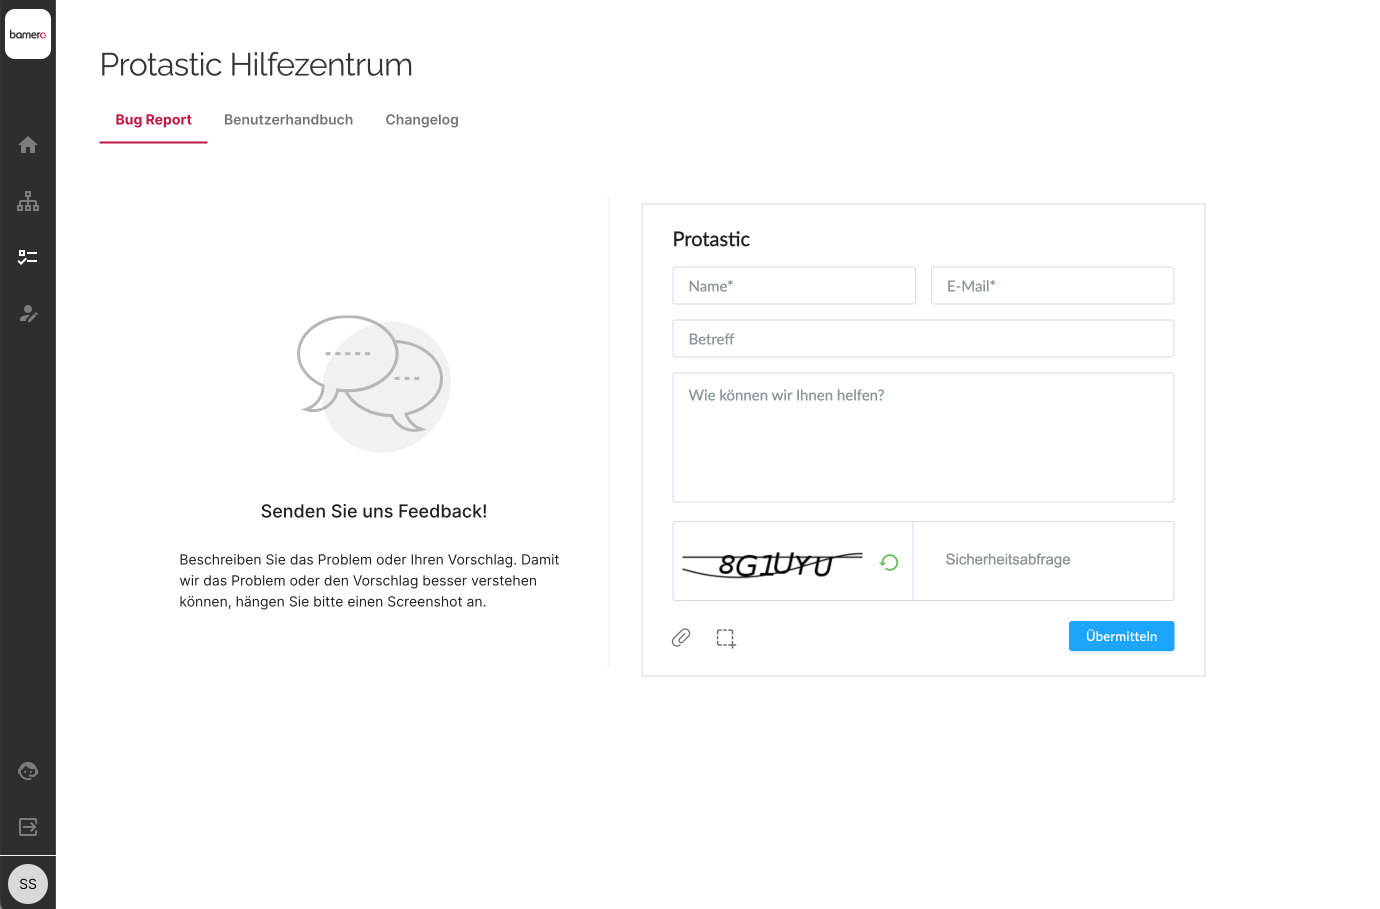 bamero
Protastic Hilfezentrum
Bug Report
Benutzerhandbuch
Changelog
Senden Sie uns Feedback!
Beschreiben Sie das Problem oder Ihren Vorschlag. Damit
wir das Problem oder den Vorschlag besser verstehen
können, hängen Sie bitte einen Screenshot an.
Protastic
Name*
E-Mail*
Betreff
Wie können wir Ihnen helfen?
8G1UYU
Sicherheitsabfrage
Übermitteln
SS